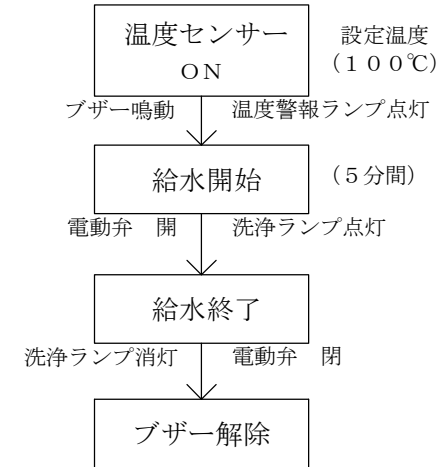 温度センサー
ON
設定温度
（１００℃）
ブザー鳴動 温度警報ランプ点灯
給水開始 （５分間）
電動弁　開 洗浄ランプ点灯
給水終了
洗浄ランプ消灯 電動弁　閉
ブザー解除